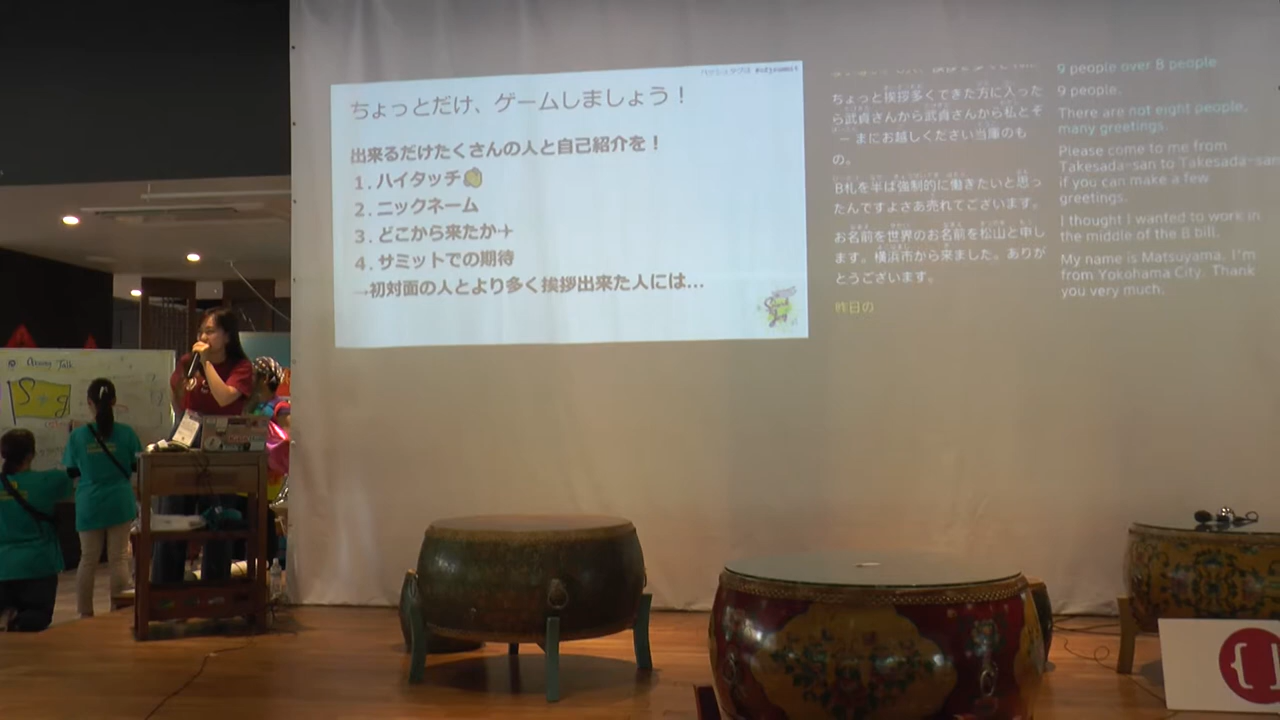 ハッシュタグは #cfjsummit
ちょっとだけ、ゲームしましょう！
出来るだけたくさんの人と自己紹介を！
1. ハイタッチ
2. ニックネーム
3. どこから来たか
4. サミットでの期待
→初対面の人とより多く挨拶出来た人には…
ちょっと挨拶多くできた方に入った
ら武貞さんから武貞さんから私とそ
ー まにお越しください当庫のも
の。
B札を半ば強制的に働きたいと思っ
たんですよさあ売れてございます。
お名前を世界のお名前を松山と申し
ます。横浜市から来ました。ありが
とうございます。
昨日の
9 people over 8 people
9 people.
There are not eight people,
many greetings.
Please come to me from
Takesada-san to Takesada-san
if you can make a few
greetings.
I thought I wanted to work in
the middle of the B bill.
My name is Matsuyama. I'm
from Yokohama City. Thank
you very much.
{ }